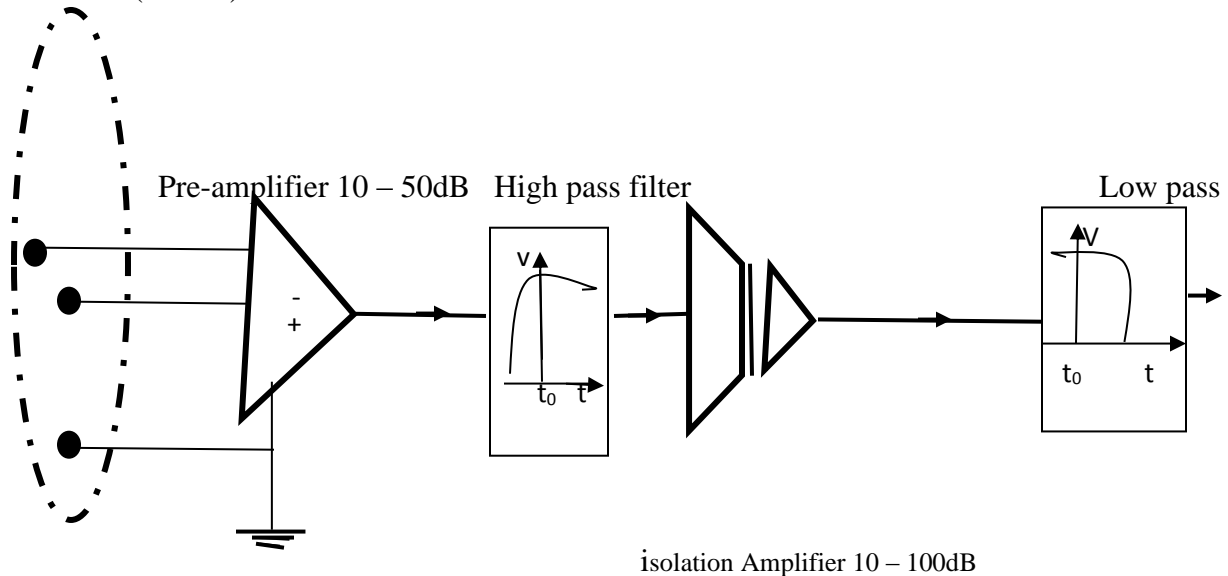 Pre-amplifier 10 – 50dB High pass filter Low pass
v
V
-
+
t₀ t
t₀ t
isolation Amplifier 10 – 100dB